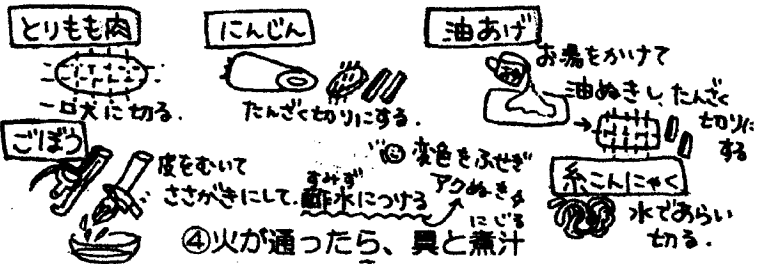 とりもも肉
一口大に切る.
にんじん
たんざく切りにする.
油あげ
お湯をかけて
油ぬきし、たんざく
切りに
する
ごぼう
皮をむいて
ささがきにして、
すみず
酢水につける
変色をふせぎ
アクぬき
糸こんにゃく
水であらい
切る.
にじる
④火が通ったら、具と煮汁